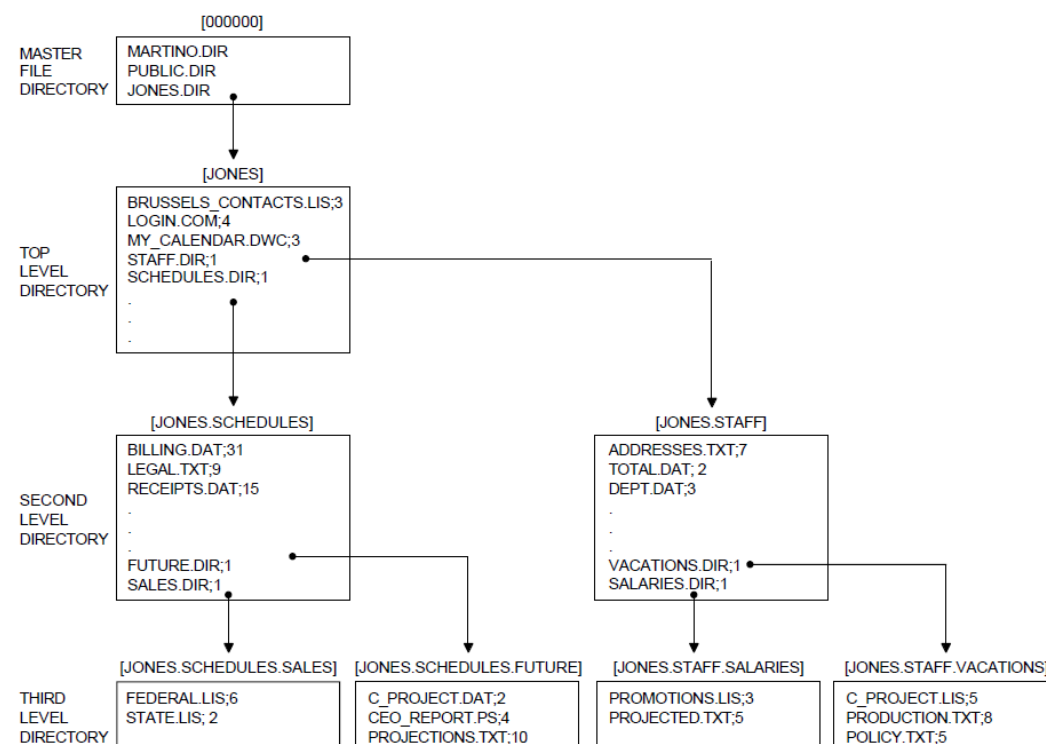 [000000]
MASTER
FILE
DIRECTORY
MARTINO.DIR
PUBLIC.DIR
JONES.DIR
[JONES]
TOP
LEVEL
DIRECTORY
BRUSSELS_CONTACTS.LIS;3
LOGIN.COM;4
MY_CALENDAR.DWC;3
STAFF.DIR;1
SCHEDULES.DIR;1
.
.
.
[JONES.SCHEDULES]
[JONES.STAFF]
SECOND
LEVEL
DIRECTORY
BILLING.DAT;31
LEGAL.TXT;9
RECEIPTS.DAT;15
.
.
.
FUTURE.DIR;1
SALES.DIR;1
ADDRESSES.TXT;7
TOTAL.DAT; 2
DEPT.DAT;3
.
.
.
VACATIONS.DIR;1
SALARIES.DIR;1
[JONES.SCHEDULES.SALES]
[JONES.SCHEDULES.FUTURE]
[JONES.STAFF.SALARIES]
[JONES.STAFF.VACATIONS]
THIRD
LEVEL
DIRECTORY
FEDERAL.LIS;6
STATE.LIS; 2
C_PROJECT.DAT;2
CEO_REPORT.PS;4
PROJECTIONS.TXT;10
PROMOTIONS.LIS;3
PROJECTED.TXT;5
C_PROJECT.LIS;5
PRODUCTION.TXT;8
POLICY.TXT;5